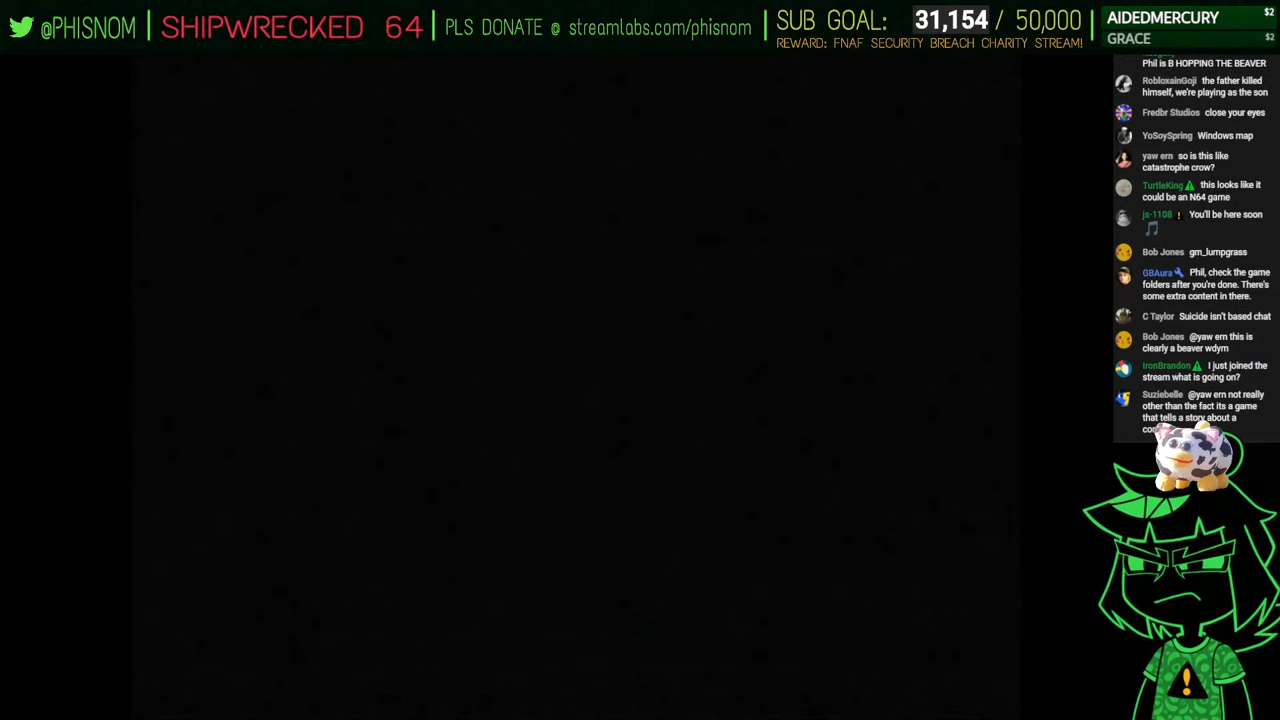 @PHISNOM
SHIPWRECKED 64
PLS DONATE @ streamlabs.com/phisnom
SUB GOAL: 31,154 / 50,000
REWARD: FNAF SECURITY BREACH CHARITY STREAM!
AIDEDMERCURY $2
GRACE $2
Phil is B HOPPING THE BEAVER
RobloxainGoji the father killed
himself, we're playing as the son
Fredbr Studios close your eyes
YoSoySpring Windows map
yaw ern so is this like
catastrophe crow?
TurtleKing this looks like it
could be an N64 game
js-1108 You'll be here soon
Bob Jones gm_lumpgrass
GBAura Phil, check the game
folders after you're done. There's
some extra content in there.
C Taylor Suicide isn't based chat
Bob Jones @yaw ern this is
clearly a beaver wdym
IronBrandon I just joined the
stream what is going on?
Suziebelle @yaw ern not really
other than the fact its a game
that tells a story about a